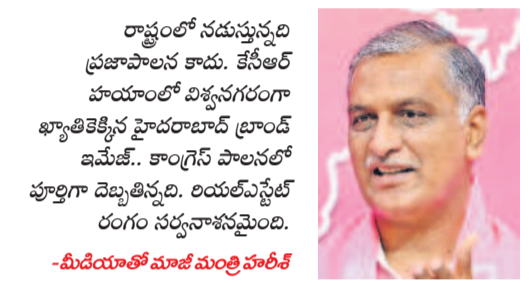 రాష్ట్రంలో నడుస్తున్నది
ప్రజాపాలన కాదు. కేసీఆర్
హయాంలో విశ్వనగరంగా
ఖ్యాతికెక్కిన హైదరాబాద్ బ్రాండ్
ఇమేజ్.. కాంగ్రెస్ పాలనలో
పూర్తిగా దెబ్బతిన్నది. రియల్ఎస్టేట్
రంగం సర్వనాశనమైంది.
-మీడియాతో మాజీ మంత్రి హరీశ్